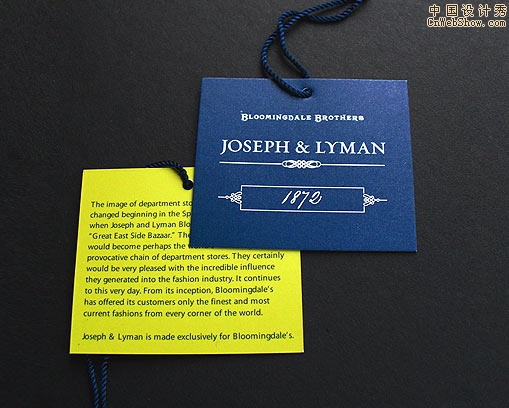 中国设计秀
CnWebShow.com
BLOOMINGDALE BROTHERS
JOSEPH & LYMAN
1872
The image of department sto
changed beginning in the Sp
when Joseph and Lyman Blo
"Great East Side Bazaar." The
would become perhaps the
provocative chain of department stores. They certainly
would be very pleased with the incredible influence
they generated into the fashion industry. It continues
to this very day. From its inception, Bloomingdale's
has offered its customers only the finest and most
current fashions from every corner of the world.
Joseph & Lyman is made exclusively for Bloomingdale's.